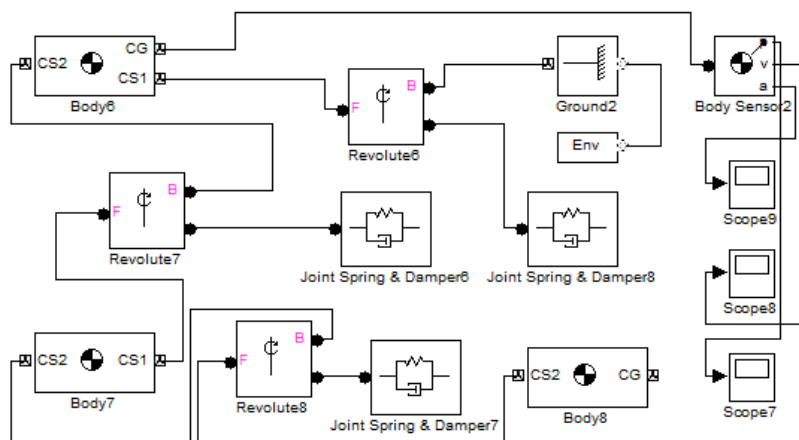 CG
CS2
CS1
Body6
B
F
Revolute6
Ground2
Env
p
v
a
Body Sensor2
Scope9
B
F
Revolute7
Joint Spring & Damper6
Joint Spring & Damper8
Scope8
CS2
CS1
Body7
B
F
Revolute8
Joint Spring & Damper7
CS2
CG
Body8
Scope7